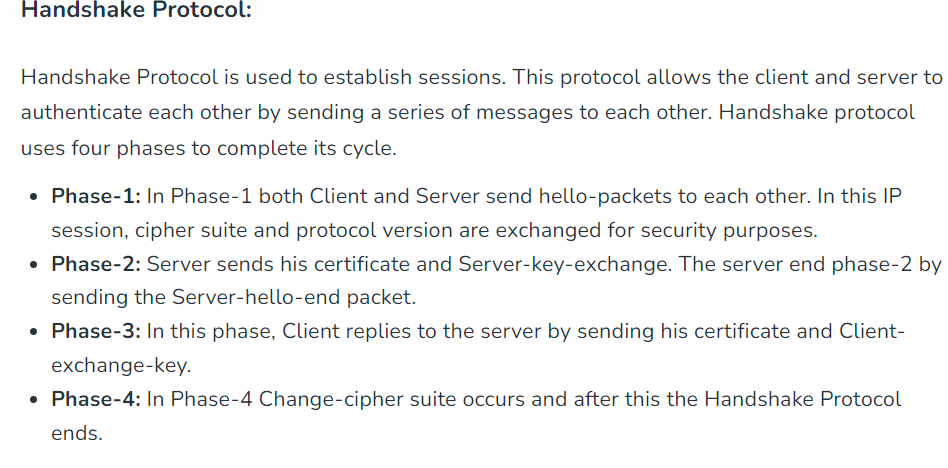 Handshake Protocol:
Handshake Protocol is used to establish sessions. This protocol allows the client and server to
authenticate each other by sending a series of messages to each other. Handshake protocol
uses four phases to complete its cycle.
• Phase-1: In Phase-1 both Client and Server send hello-packets to each other. In this IP
session, cipher suite and protocol version are exchanged for security purposes.
• Phase-2: Server sends his certificate and Server-key-exchange. The server end phase-2 by
sending the Server-hello-end packet.
• Phase-3: In this phase, Client replies to the server by sending his certificate and Client-
exchange-key.
• Phase-4: In Phase-4 Change-cipher suite occurs and after this the Handshake Protocol
ends.